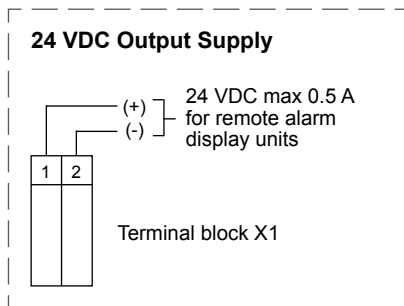 24 VDC Output Supply
(+)
(-)
24 VDC max 0.5 A
for remote alarm
display units
1 2
Terminal block X1